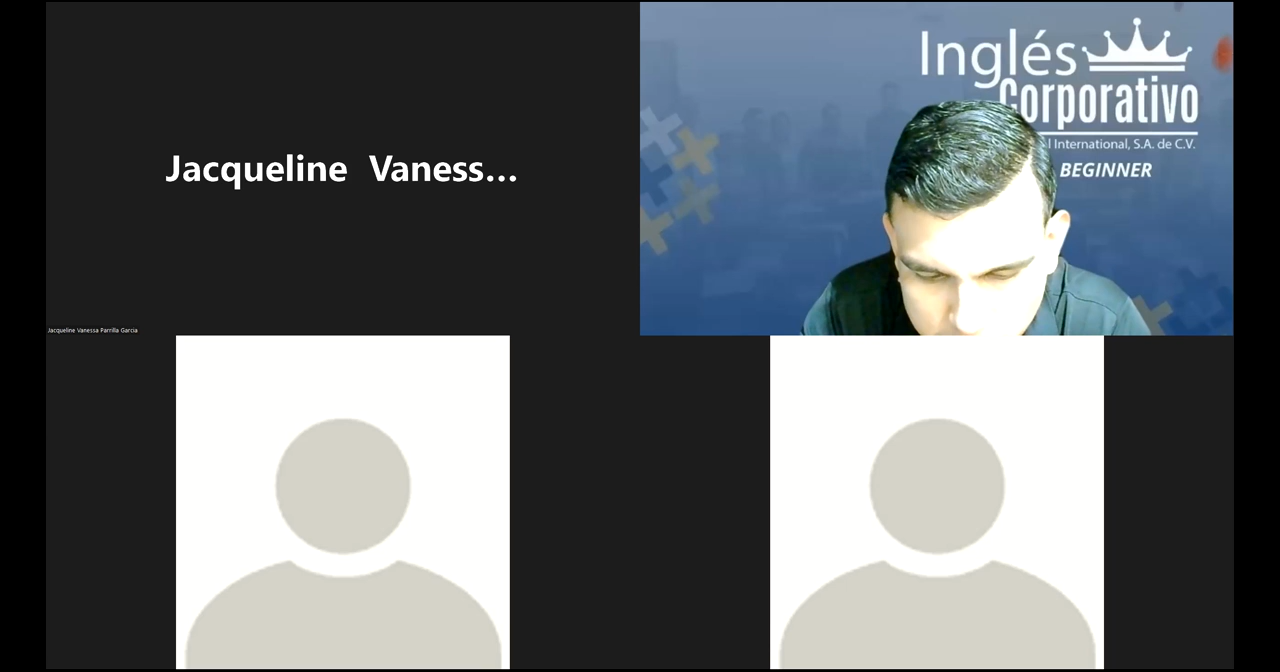 Jacqueline Vaness...
Jacqueline Vanessa Parrilla Garcia
Inglés
Corporativo
l International, S.A. de C.V.
BEGINNER